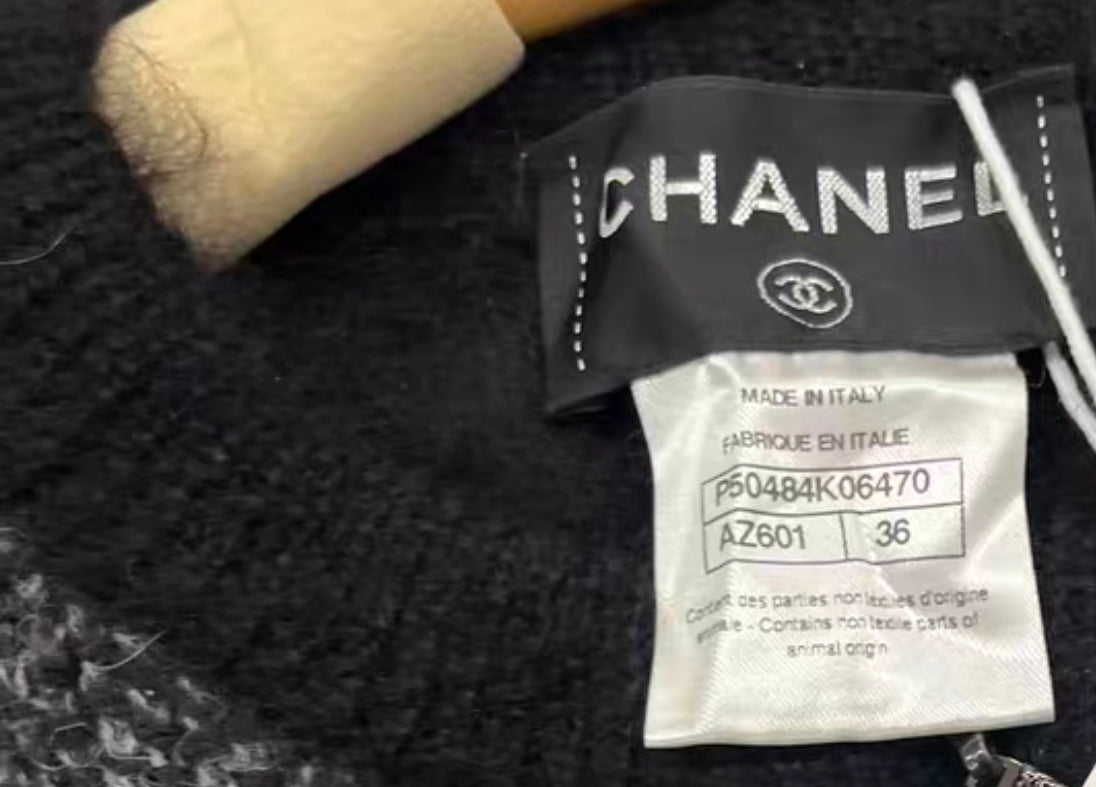 CHANEL
MADE IN ITALY
FABRIQUE EN ITALIE
P50484K06470
AZ601 36
Contient des parties non textiles d'origine
animale - Contains non textile parts of
animal origin